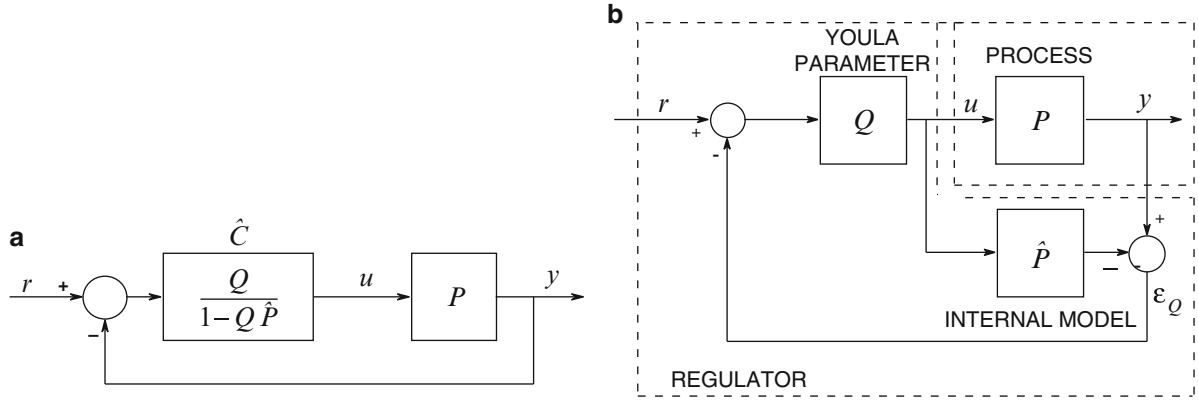 a
Ĉ
r
+
−
Q
1−Q P̂
u
P
y
b
YOULA
PARAMETER
PROCESS
r
+
-
Q
u
P
y
+
P̂
−
-
ε_Q
INTERNAL MODEL
REGULATOR